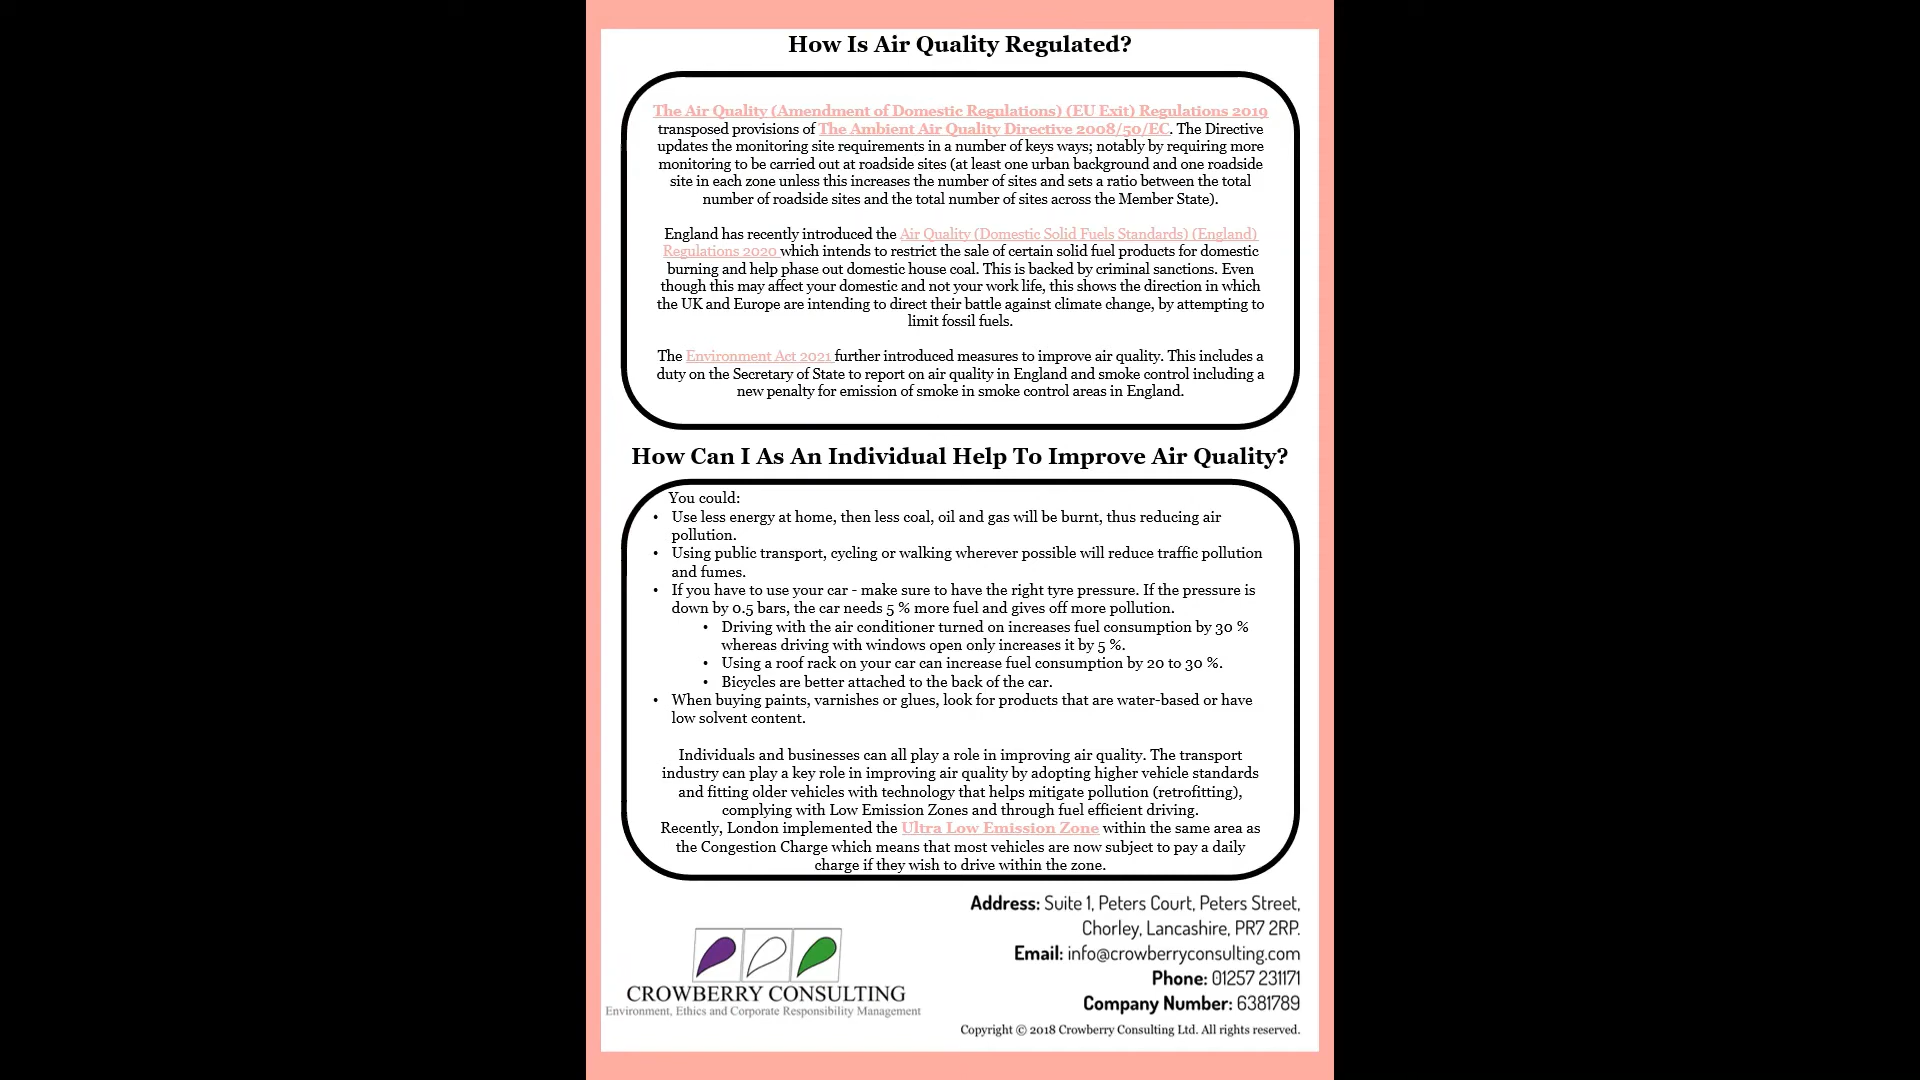 How Is Air Quality Regulated?
The Air Quality (Amendment of Domestic Regulations) (EU Exit) Regulations 2019
transposed provisions of The Ambient Air Quality Directive 2008/50/EC. The Directive
updates the monitoring site requirements in a number of keys ways; notably by requiring more
monitoring to be carried out at roadside sites (at least one urban background and one roadside
site in each zone unless this increases the number of sites and sets a ratio between the total
number of roadside sites and the total number of sites across the Member State).
England has recently introduced the Air Quality (Domestic Solid Fuels Standards) (England)
Regulations 2020 which intends to restrict the sale of certain solid fuel products for domestic
burning and help phase out domestic house coal. This is backed by criminal sanctions. Even
though this may affect your domestic and not your work life, this shows the direction in which
the UK and Europe are intending to direct their battle against climate change, by attempting to
limit fossil fuels.
The Environment Act 2021 further introduced measures to improve air quality. This includes a
duty on the Secretary of State to report on air quality in England and smoke control including a
new penalty for emission of smoke in smoke control areas in England.
How Can I As An Individual Help To Improve Air Quality?
You could:
• Use less energy at home, then less coal, oil and gas will be burnt, thus reducing air
pollution.
• Using public transport, cycling or walking wherever possible will reduce traffic pollution
and fumes.
• If you have to use your car - make sure to have the right tyre pressure. If the pressure is
down by 0.5 bars, the car needs 5 % more fuel and gives off more pollution.
• Driving with the air conditioner turned on increases fuel consumption by 30 %
whereas driving with windows open only increases it by 5 %.
• Using a roof rack on your car can increase fuel consumption by 20 to 30 %.
• Bicycles are better attached to the back of the car.
• When buying paints, varnishes or glues, look for products that are water-based or have
low solvent content.
Individuals and businesses can all play a role in improving air quality. The transport
industry can play a key role in improving air quality by adopting higher vehicle standards
and fitting older vehicles with technology that helps mitigate pollution (retrofitting),
complying with Low Emission Zones and through fuel efficient driving.
Recently, London implemented the Ultra Low Emission Zone within the same area as
the Congestion Charge which means that most vehicles are now subject to pay a daily
charge if they wish to drive within the zone.
CROWBERRY CONSULTING
Environment, Ethics and Corporate Responsibility Management
Address: Suite 1, Peters Court, Peters Street,
Chorley, Lancashire, PR7 2RP.
Email: info@crowberryconsulting.com
Phone: 01257 231171
Company Number: 6381789
Copyright © 2018 Crowberry Consulting Ltd. All rights reserved.